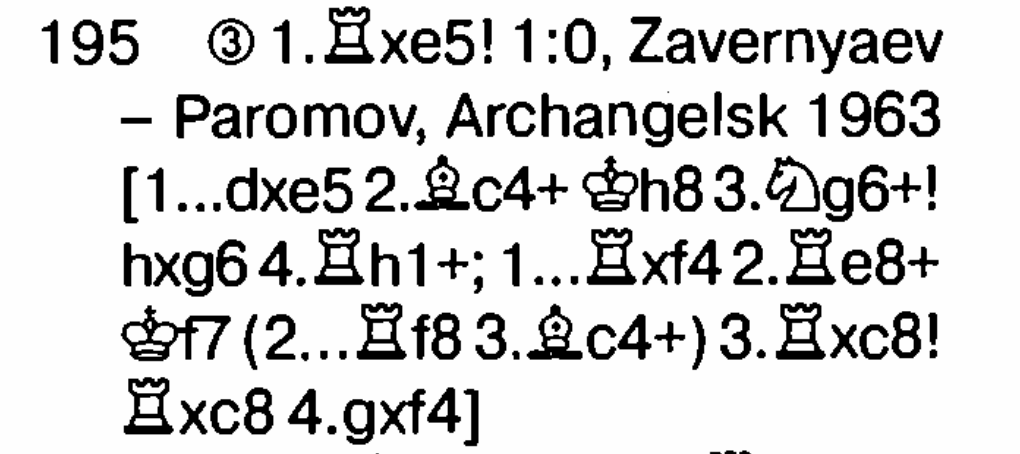 195 ③ 1.♖xe5! 1:0, Zavernyaev
– Paromov, Archangelsk 1963
[1...dxe5 2.♗c4+ ♔h8 3.♘g6+!
hxg6 4.♖h1+; 1...♖xf4 2.♖e8+
♔f7 (2...♖f8 3.♗c4+) 3.♖xc8!
♖xc8 4.gxf4]